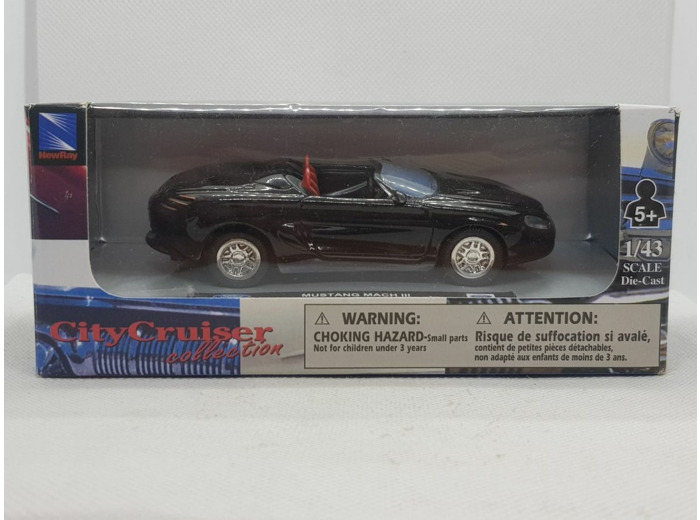 NewRay
5+
1/43
SCALE
Die-Cast
MUSTANG MACH III
CityCruiser
collection
⚠ WARNING:
CHOKING HAZARD-Small parts
Not for children under 3 years
⚠ ATTENTION:
Risque de suffocation si avalé,
contient de petites pièces détachables,
non adapté aux enfants de moins de 3 ans.